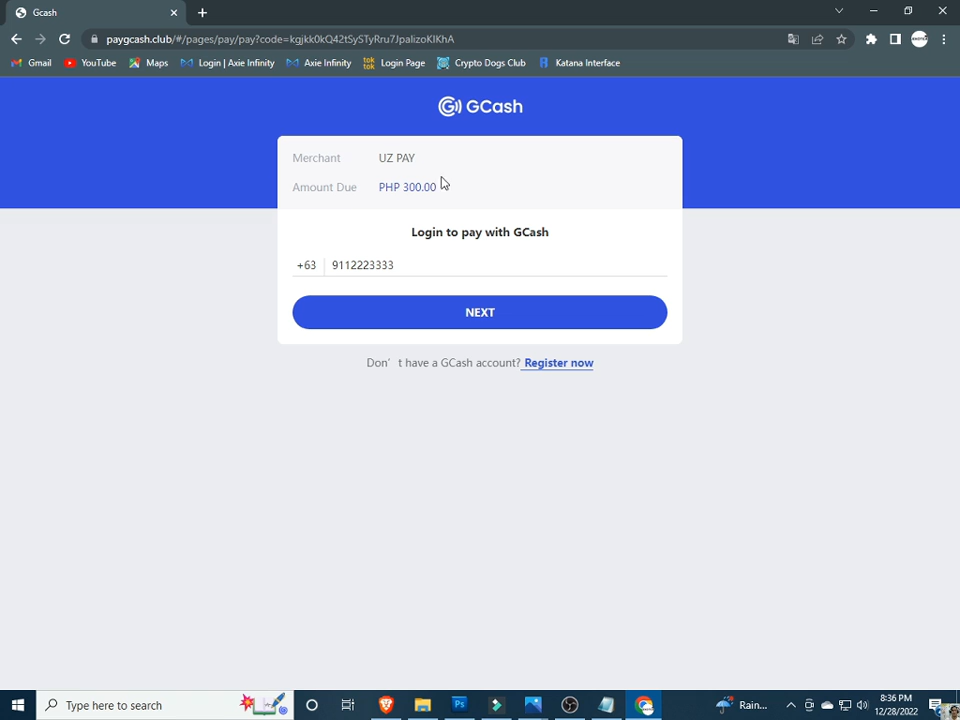 Gcash
paygcash.club/#/pages/pay/pay?code=kgjkk0kQ42tSySTyRru7JpalizoKIKhA
Gmail YouTube Maps Login | Axie Infinity Axie Infinity tok tok Login Page Crypto Dogs Club Katana Interface
GCash
Merchant UZ PAY
Amount Due PHP 300.00
Login to pay with GCash
+63 9112223333
NEXT
Don' t have a GCash account? Register now
Type here to search
Ps
Rain...
8:36 PM
12/28/2022